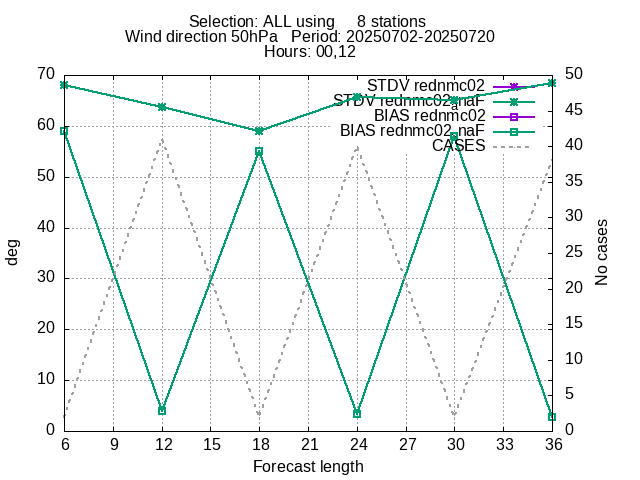 Selection: ALL using     8 stations
Wind direction 50hPa   Period: 20250702-20250720
Hours: 00,12
STDV rednmc02
STDV rednmc02_naF
BIAS rednmc02
BIAS rednmc02_naF
CASES
70
60
50
40
30
20
10
0
deg
50
45
40
35
30
25
20
15
10
5
0
No cases
6 9 12 15 18 21 24 27 30 33 36
Forecast length